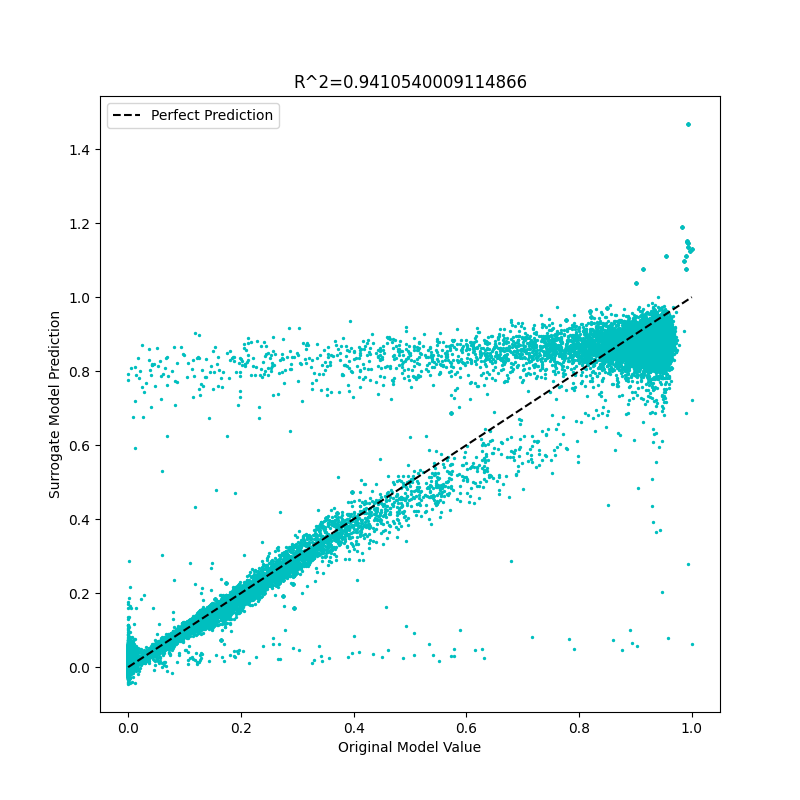 R^2=0.9410540009114866
Perfect Prediction
Surrogate Model Prediction
1.4
1.2
1.0
0.8
0.6
0.4
0.2
0.0
0.0 0.2 0.4 0.6 0.8 1.0
Original Model Value